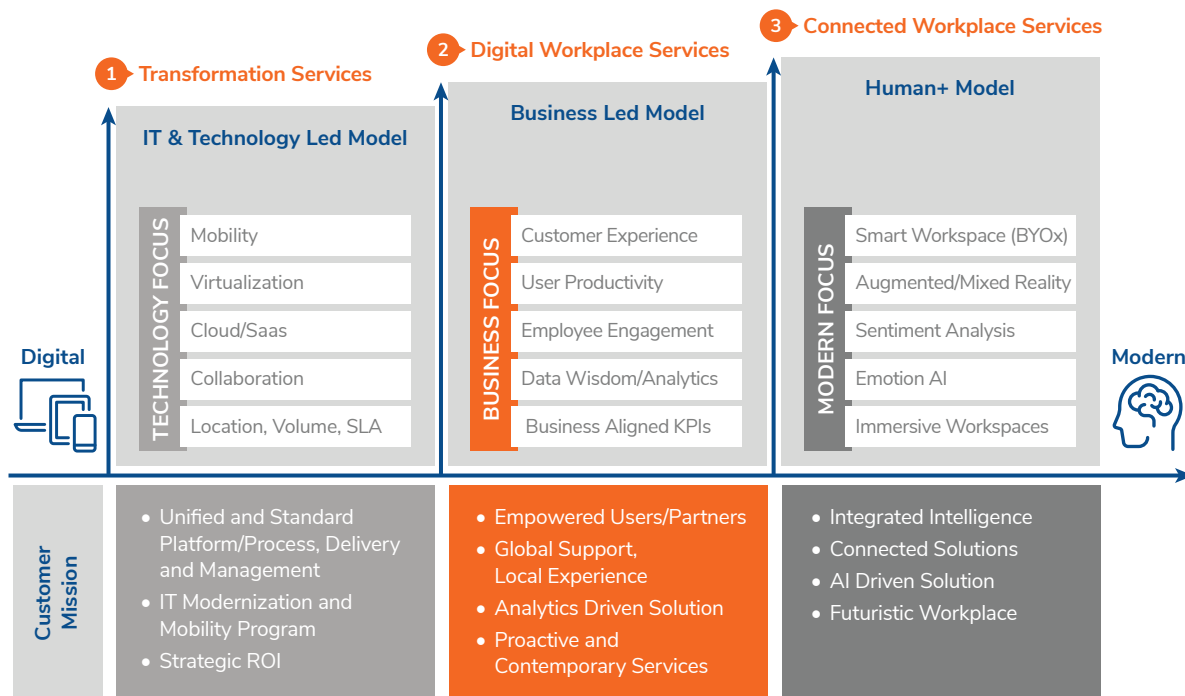 1 Transformation Services
IT & Technology Led Model
TECHNOLOGY FOCUS
Mobility
Virtualization
Cloud/Saas
Collaboration
Location, Volume, SLA
2 Digital Workplace Services
Business Led Model
BUSINESS FOCUS
Customer Experience
User Productivity
Employee Engagement
Data Wisdom/Analytics
Business Aligned KPIs
3 Connected Workplace Services
Human+ Model
MODERN FOCUS
Smart Workspace (BYOx)
Augmented/Mixed Reality
Sentiment Analysis
Emotion AI
Immersive Workspaces
Digital
Modern
Customer
Mission
• Unified and Standard
Platform/Process, Delivery
and Management
• IT Modernization and
Mobility Program
• Strategic ROI
• Empowered Users/Partners
• Global Support,
Local Experience
• Analytics Driven Solution
• Proactive and
Contemporary Services
• Integrated Intelligence
• Connected Solutions
• AI Driven Solution
• Futuristic Workplace